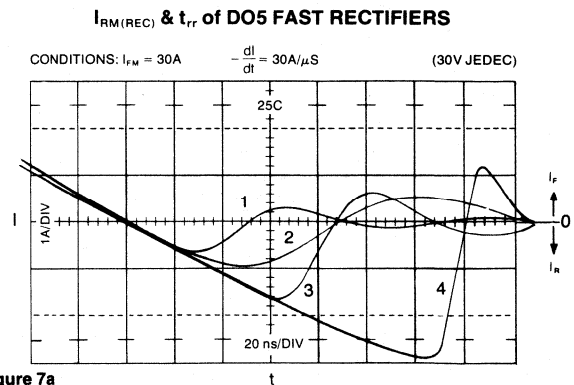 IRM(REC) & trr of DO5 FAST RECTIFIERS
CONDITIONS: IFM = 30A
-dI/dt = 30A/µS
(30V JEDEC)
25C
1
2
3
4
I
1A/DIV
IF
0
IR
20 ns/DIV
gure 7a
t